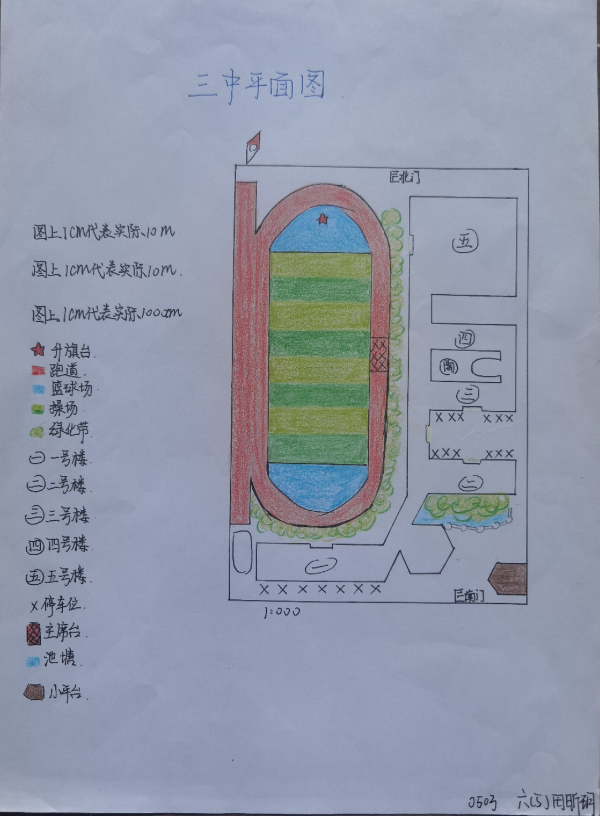 三中平面图
北门
图上1cm代表实际10m
图上1cm代表实际10m.
图上1cm代表实际1000cm
五
四
图
三
X X X X X X
X X X X X X
二
升旗台.
跑道.
篮球场
操场.
绿化带.
一 一号楼
二 二号楼
三 三号楼
四 四号楼
五 五号楼
X 停车位.
主席台.
池塘
小平台.
一
X X X X X X X X
南门
1:000
0503 六(5)田昕